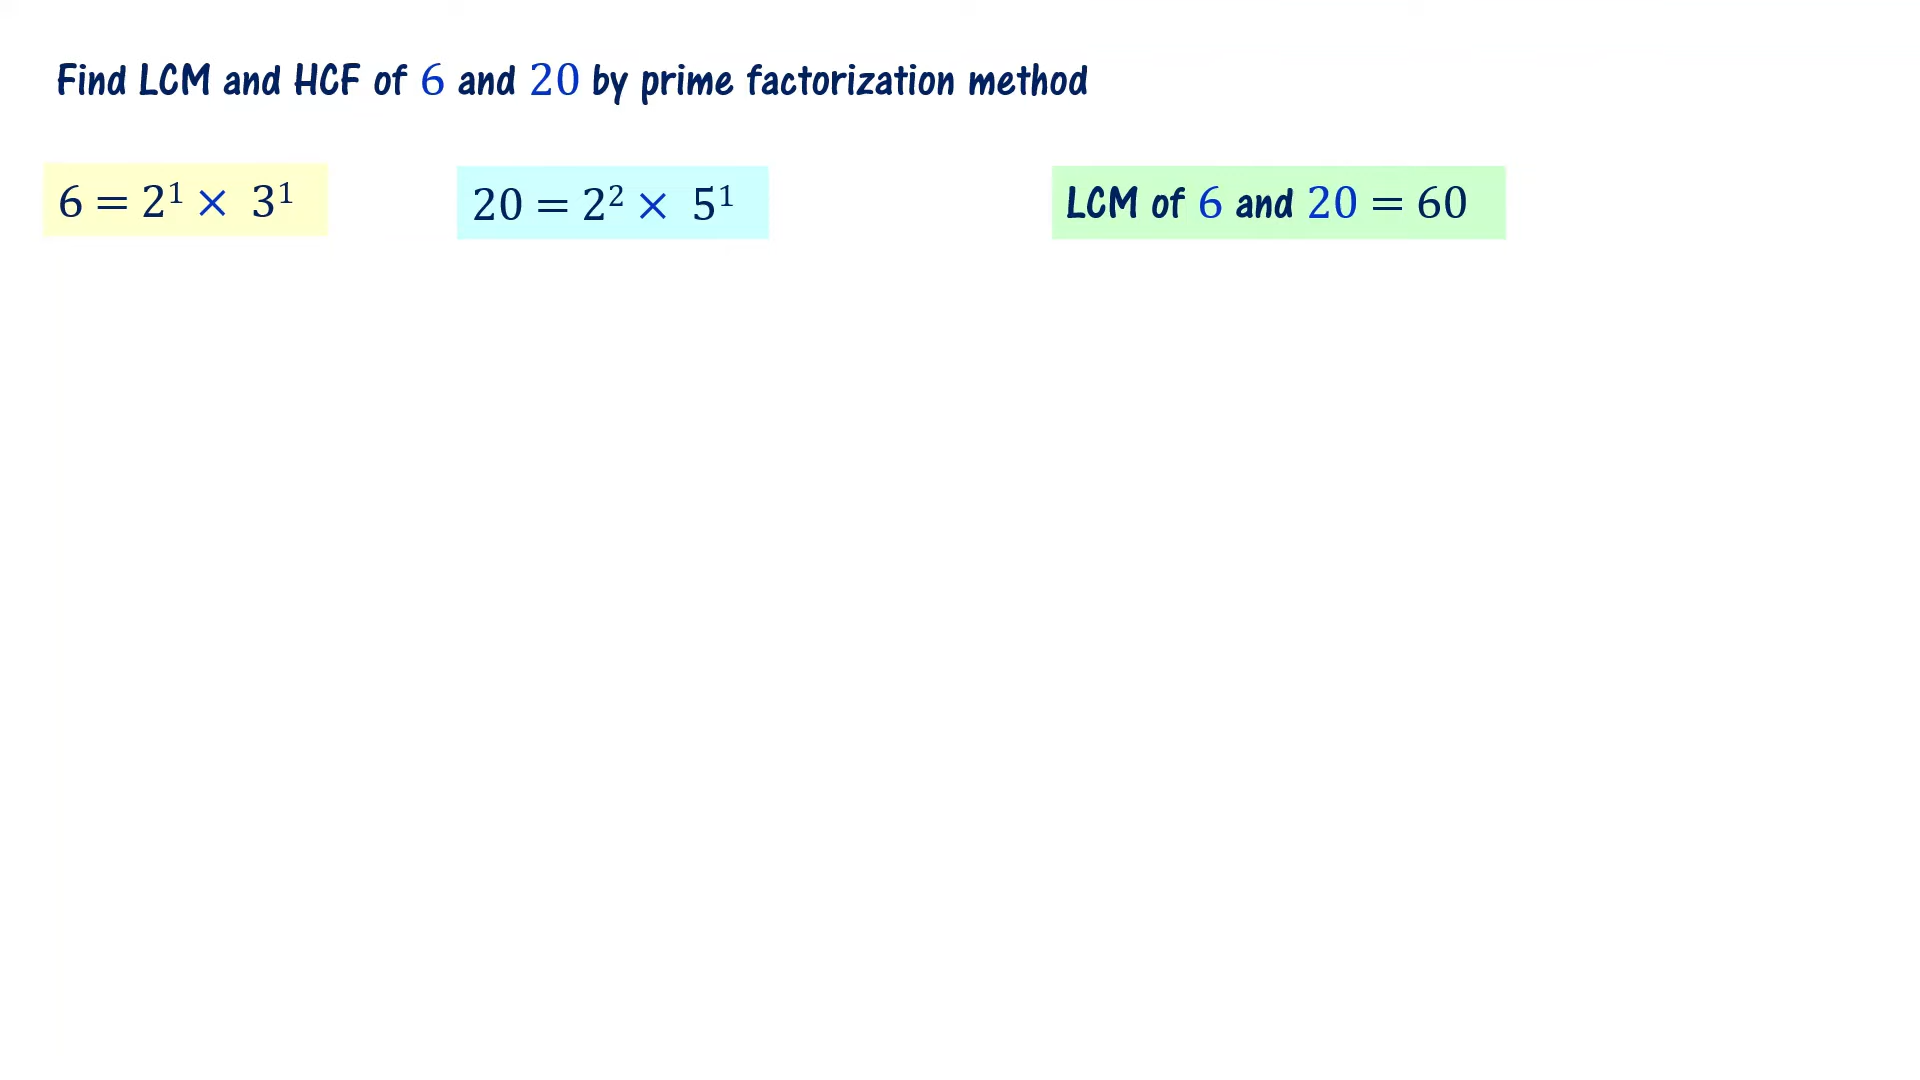 Find LCM and HCF of 6 and 20 by prime factorization method
6 = 2¹ × 3¹
20 = 2² × 5¹
LCM of 6 and 20 = 60